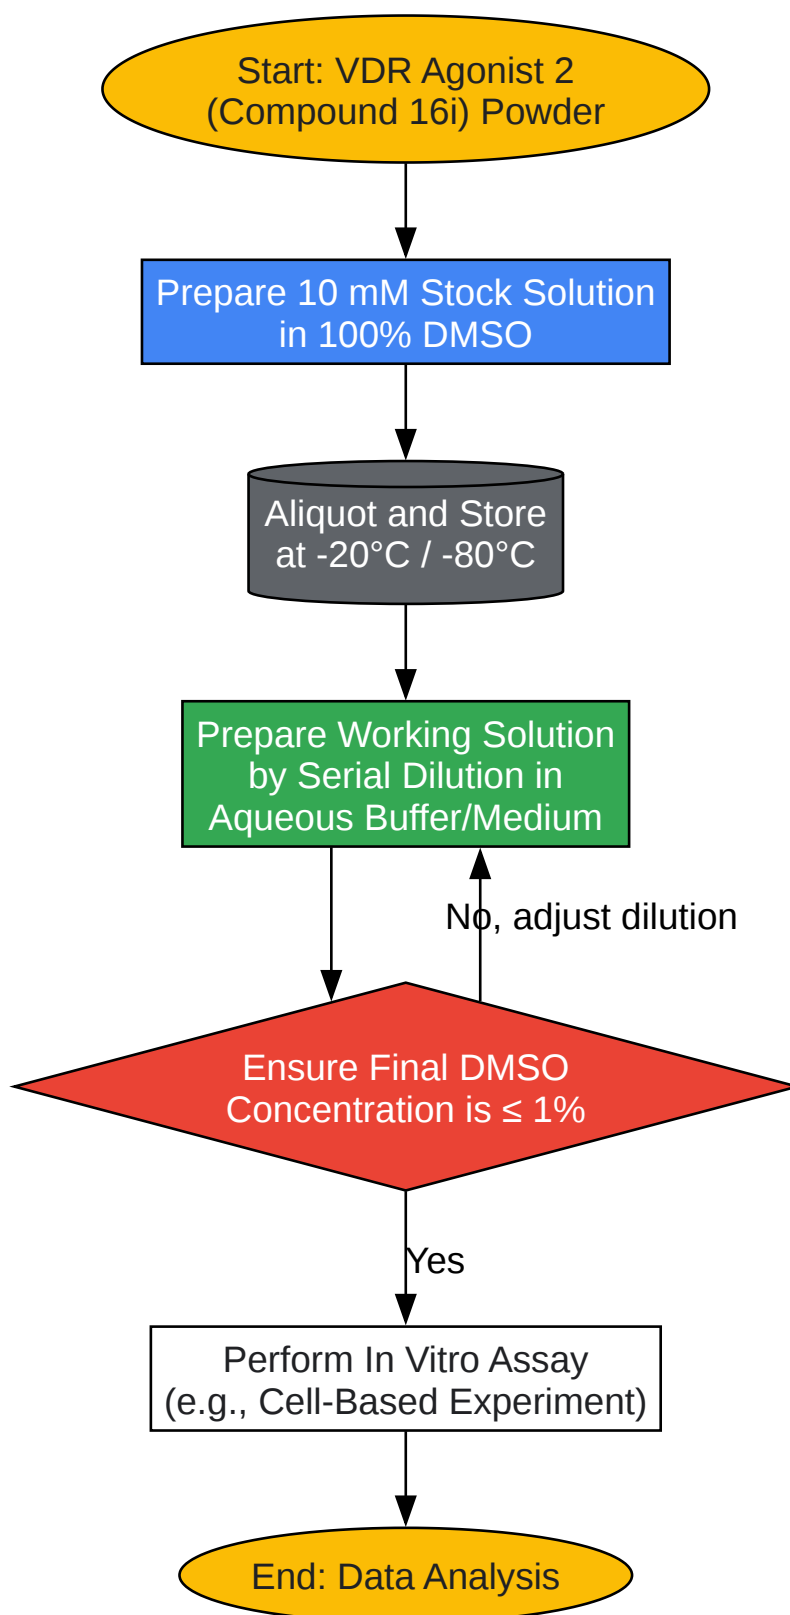 Start: VDR Agonist 2
(Compound 16i) Powder
Prepare 10 mM Stock Solution
in 100% DMSO
Aliquot and Store
at -20°C / -80°C
Prepare Working Solution
by Serial Dilution in
Aqueous Buffer/Medium
No, adjust dilution
Ensure Final DMSO
Concentration is ≤ 1%
Yes
Perform In Vitro Assay
(e.g., Cell-Based Experiment)
End: Data Analysis